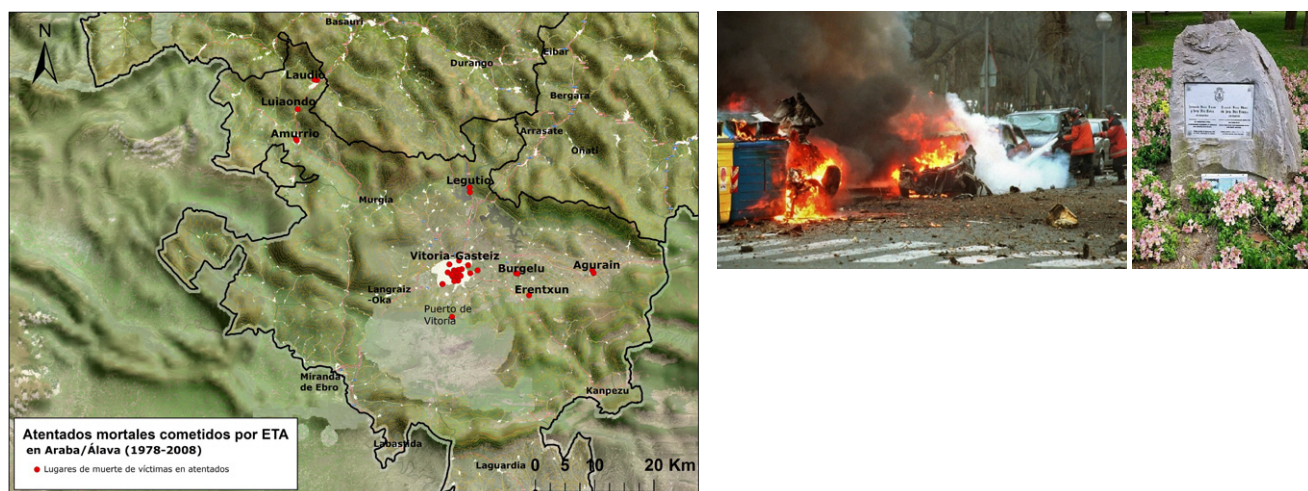 N
Basauri
Eibar
Durango
Laudio
Bergara
Luiaondo
Arrasate
Amurrio
Oñati
Legutio
Murgia
Vitoria-Gasteiz
Burgelu
Agurain
Langraiz
-Oka
Erentxun
Puerto de
Vitoria
Miranda
de Ebro
Kanpezu
Labastida
Laguardia
0 5 10 20 Km
Atentados mortales cometidos por ETA
en Araba/Álava (1978-2008)
Lugares de muerte de víctimas en atentados